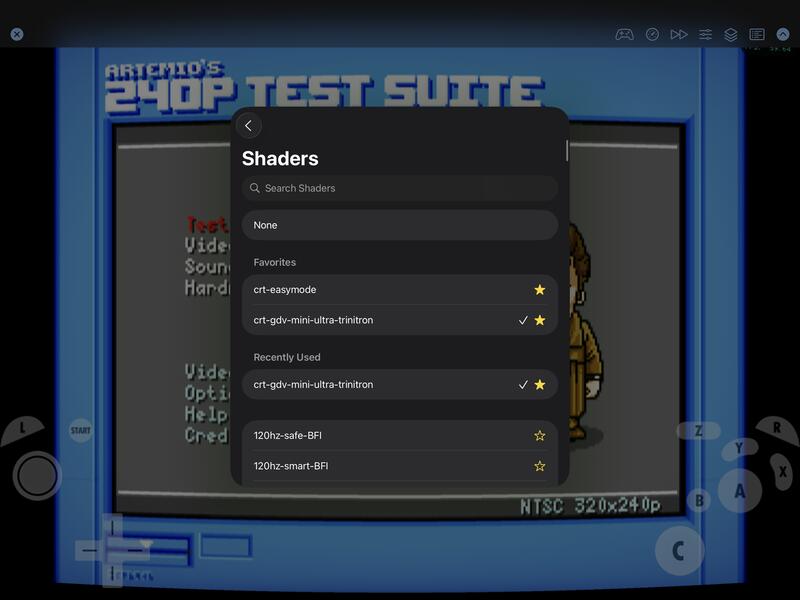 ARTEMIO'S
240P TEST SUITE
Shaders
Search Shaders
None
Favorites
crt-easymode
crt-gdv-mini-ultra-trinitron
Recently Used
crt-gdv-mini-ultra-trinitron
120hz-safe-BFI
120hz-smart-BFI
Test
Vide
Soun
Hard
Vide
Opti
Help
Cred
NTSC 320x240p
L
START
R
Z
Y
X
B
A
C